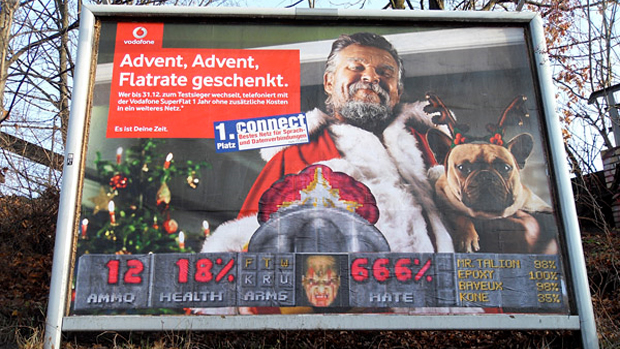 vodafone
Advent, Advent,
Flatrate geschenkt.
Wer bis 31.12. zum Testsieger wechselt, telefoniert mit
der Vodafone SuperFlat 1 Jahr ohne zusätzliche Kosten
in ein weiteres Netz.*
Es ist Deine Zeit.
1. connect
Platz
Bestes Netz für Sprach-
und Datenverbindungen
12 18% FTW 666%
KRU
AMMO HEALTH ARMS HATE
MR TALION 98%
EPOXY 100%
RAVEUX 98%
KONE 35%